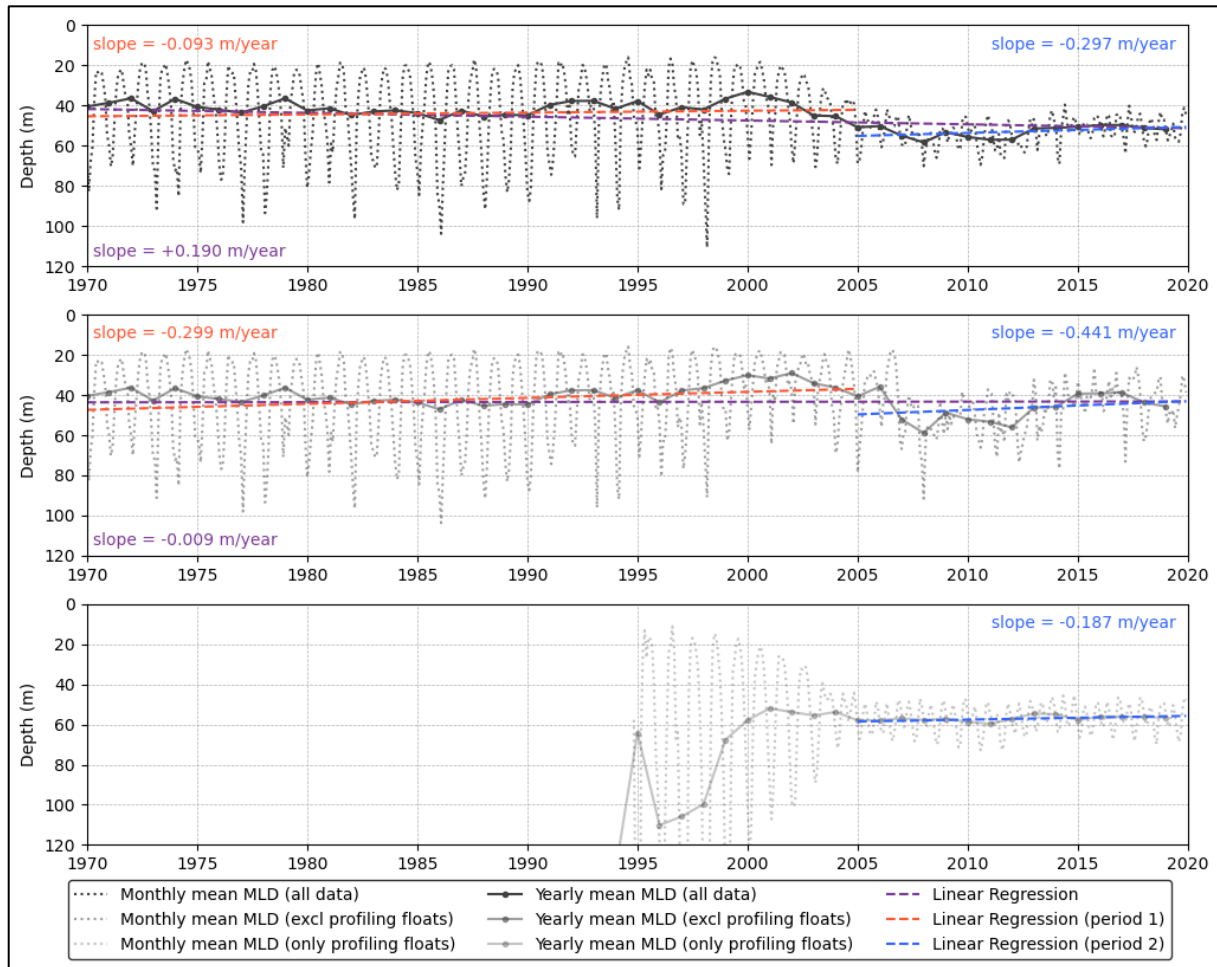 0
slope = -0.093 m/year
slope = -0.297 m/year
20
40
60
80
100
120
Depth (m)
slope = +0.190 m/year
1970 1975 1980 1985 1990 1995 2000 2005 2010 2015 2020
0
slope = -0.299 m/year
slope = -0.441 m/year
20
40
60
80
100
120
Depth (m)
slope = -0.009 m/year
1970 1975 1980 1985 1990 1995 2000 2005 2010 2015 2020
0
slope = -0.187 m/year
20
40
60
80
100
120
Depth (m)
1970 1975 1980 1985 1990 1995 2000 2005 2010 2015 2020
Monthly mean MLD (all data)
Monthly mean MLD (excl profiling floats)
Monthly mean MLD (only profiling floats)
Yearly mean MLD (all data)
Yearly mean MLD (excl profiling floats)
Yearly mean MLD (only profiling floats)
Linear Regression
Linear Regression (period 1)
Linear Regression (period 2)